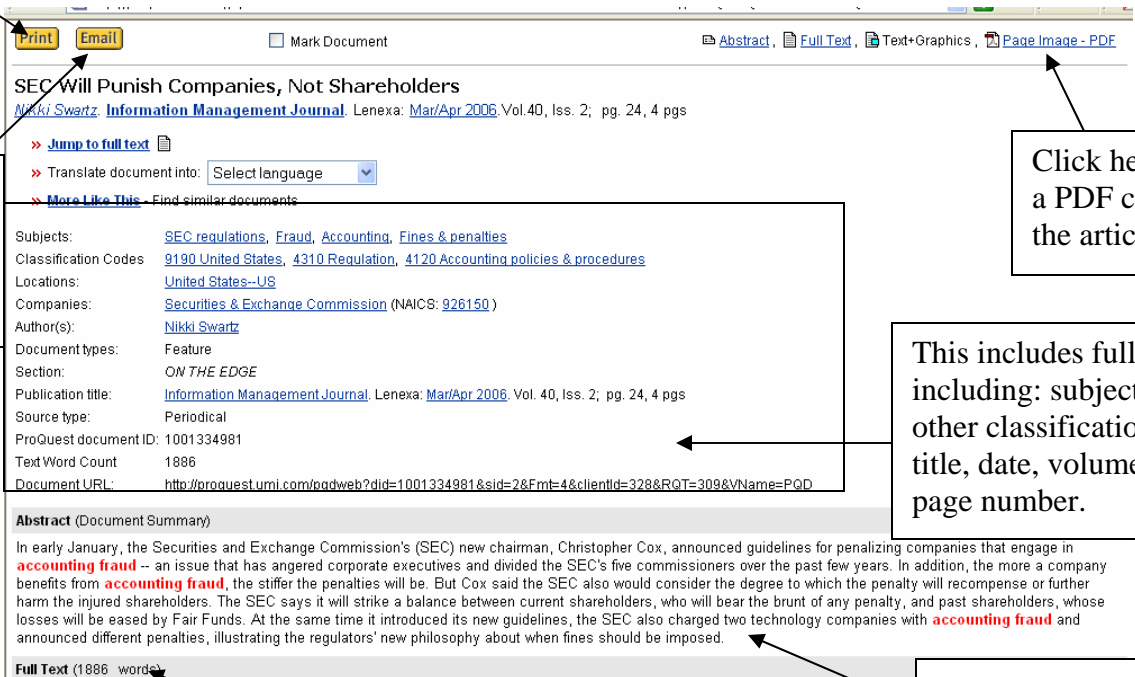 Print Email Mark Document Abstract , Full Text , Text+Graphics , Page Image - PDF
SEC Will Punish Companies, Not Shareholders
Nikki Swartz. Information Management Journal. Lenexa: Mar/Apr 2006. Vol.40, Iss. 2; pg. 24, 4 pgs
» Jump to full text
» Translate document into: Select language
» More Like This - Find similar documents
Click he
a PDF c
the artic
Subjects: SEC regulations, Fraud, Accounting, Fines & penalties
Classification Codes 9190 United States, 4310 Regulation, 4120 Accounting policies & procedures
Locations: United States--US
Companies: Securities & Exchange Commission (NAICS: 926150 )
Author(s): Nikki Swartz
Document types: Feature
Section: ON THE EDGE
Publication title: Information Management Journal. Lenexa: Mar/Apr 2006. Vol. 40, Iss. 2; pg. 24, 4 pgs
Source type: Periodical
ProQuest document ID: 1001334981
Text Word Count 1886
Document URL: http://proquest.umi.com/pqdweb?did=1001334981&sid=2&Fmt=4&clientId=328&RQT=309&VName=PQD
This includes full
including: subject
other classificatio
title, date, volume
page number.
Abstract (Document Summary)
In early January, the Securities and Exchange Commission's (SEC) new chairman, Christopher Cox, announced guidelines for penalizing companies that engage in
accounting fraud -- an issue that has angered corporate executives and divided the SEC's five commissioners over the past few years. In addition, the more a company
benefits from accounting fraud, the stiffer the penalties will be. But Cox said the SEC also would consider the degree to which the penalty will recompense or further
harm the injured shareholders. The SEC says it will strike a balance between current shareholders, who will bear the brunt of any penalty, and past shareholders, whose
losses will be eased by Fair Funds. At the same time it introduced its new guidelines, the SEC also charged two technology companies with accounting fraud and
announced different penalties, illustrating the regulators' new philosophy about when fines should be imposed.
Full Text (1886 words)